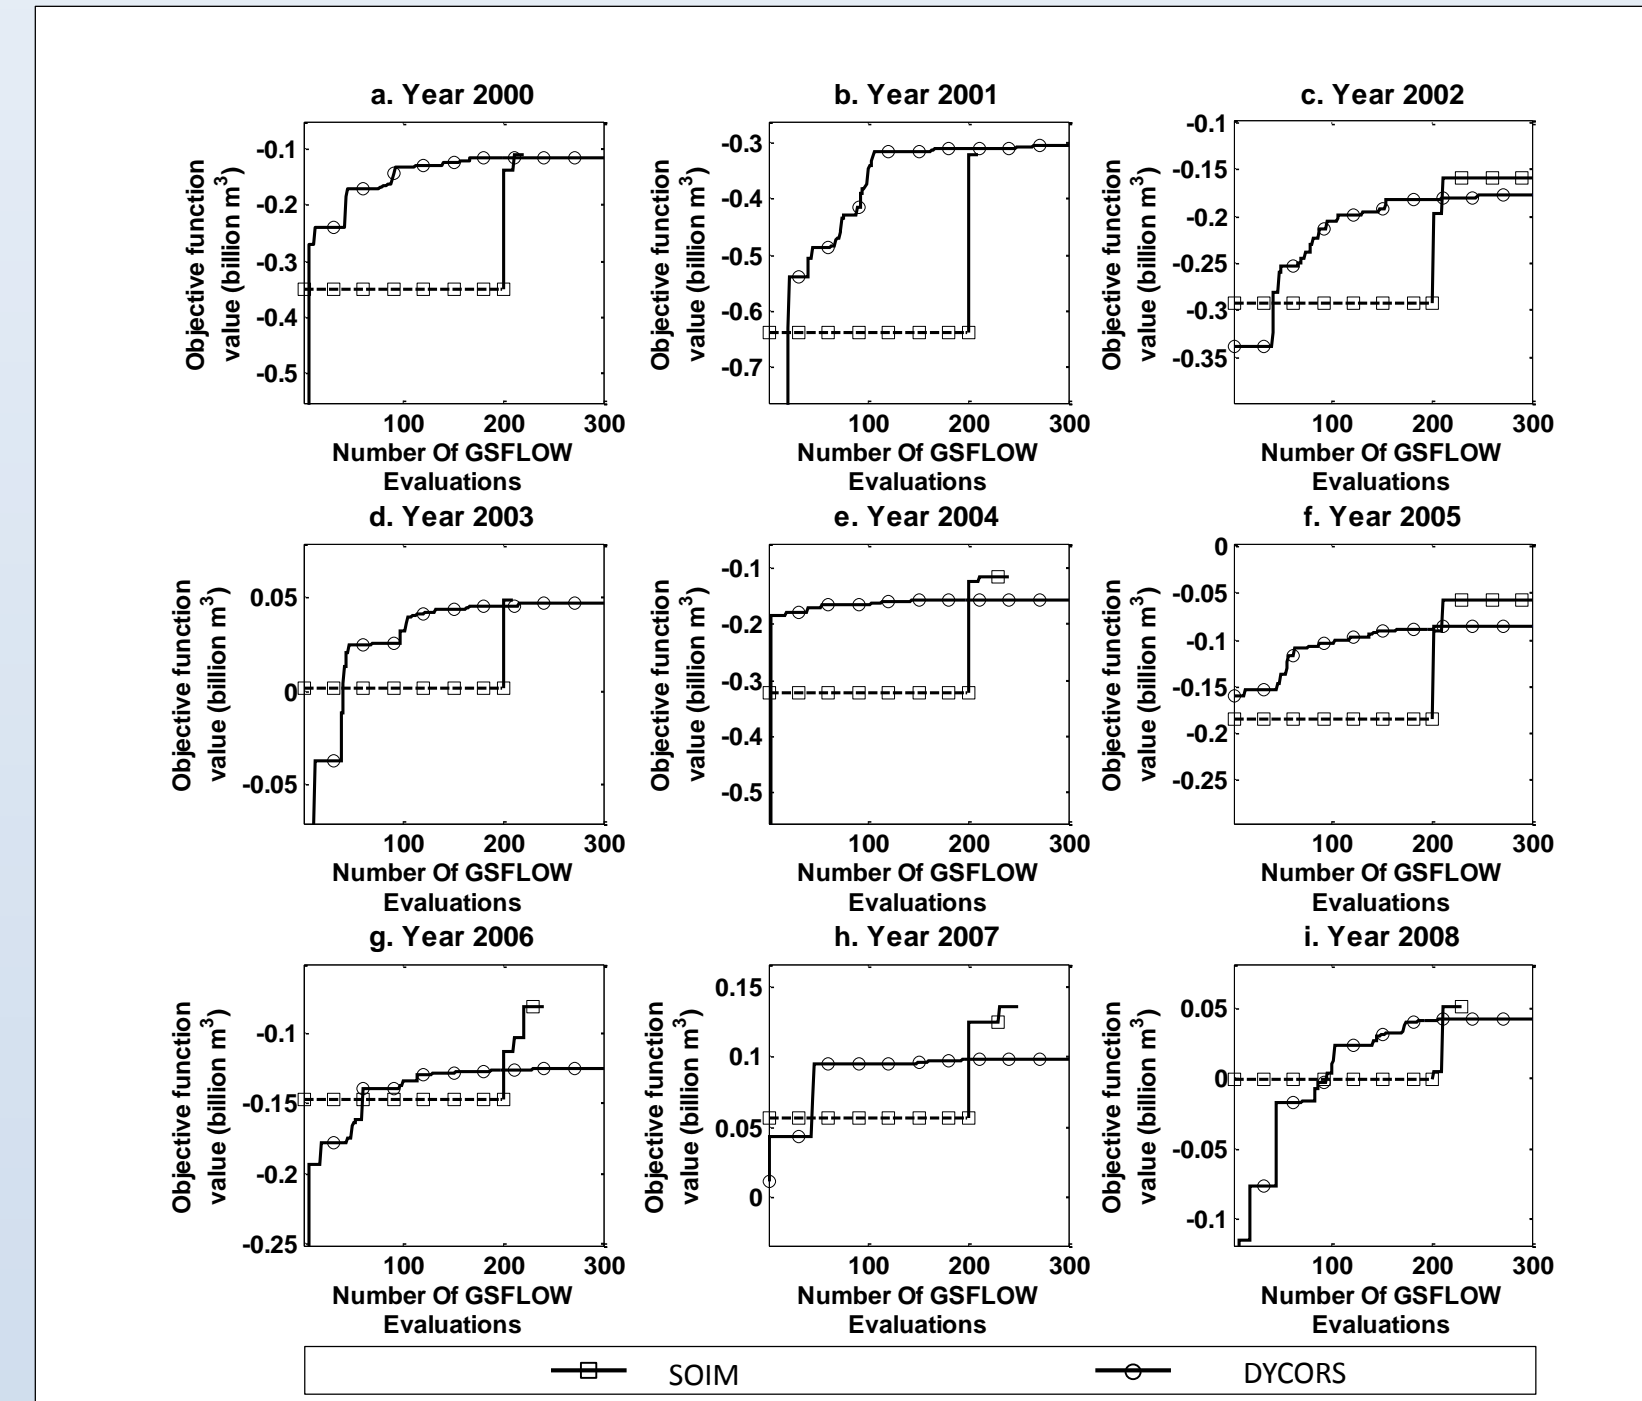 a. Year 2000
b. Year 2001
c. Year 2002
Objective function
value (billion m³)
-0.1
-0.2
-0.3
-0.4
-0.5
100 200 300
Number Of GSFLOW
Evaluations
Objective function
value (billion m³)
-0.3
-0.4
-0.5
-0.6
-0.7
100 200 300
Number Of GSFLOW
Evaluations
Objective function
value (billion m³)
-0.1
-0.15
-0.2
-0.25
-0.3
-0.35
100 200 300
Number Of GSFLOW
Evaluations
d. Year 2003
e. Year 2004
f. Year 2005
Objective function
value (billion m³)
0.05
0
-0.05
100 200 300
Number Of GSFLOW
Evaluations
Objective function
value (billion m³)
-0.1
-0.2
-0.3
-0.4
-0.5
100 200 300
Number Of GSFLOW
Evaluations
Objective function
value (billion m³)
0
-0.05
-0.1
-0.15
-0.2
-0.25
100 200 300
Number Of GSFLOW
Evaluations
g. Year 2006
h. Year 2007
i. Year 2008
Objective function
value (billion m³)
-0.1
-0.15
-0.2
-0.25
100 200 300
Number Of GSFLOW
Evaluations
Objective function
value (billion m³)
0.15
0.1
0.05
0
100 200 300
Number Of GSFLOW
Evaluations
Objective function
value (billion m³)
0.05
0
-0.05
-0.1
100 200 300
Number Of GSFLOW
Evaluations
SOIM
DYCORS